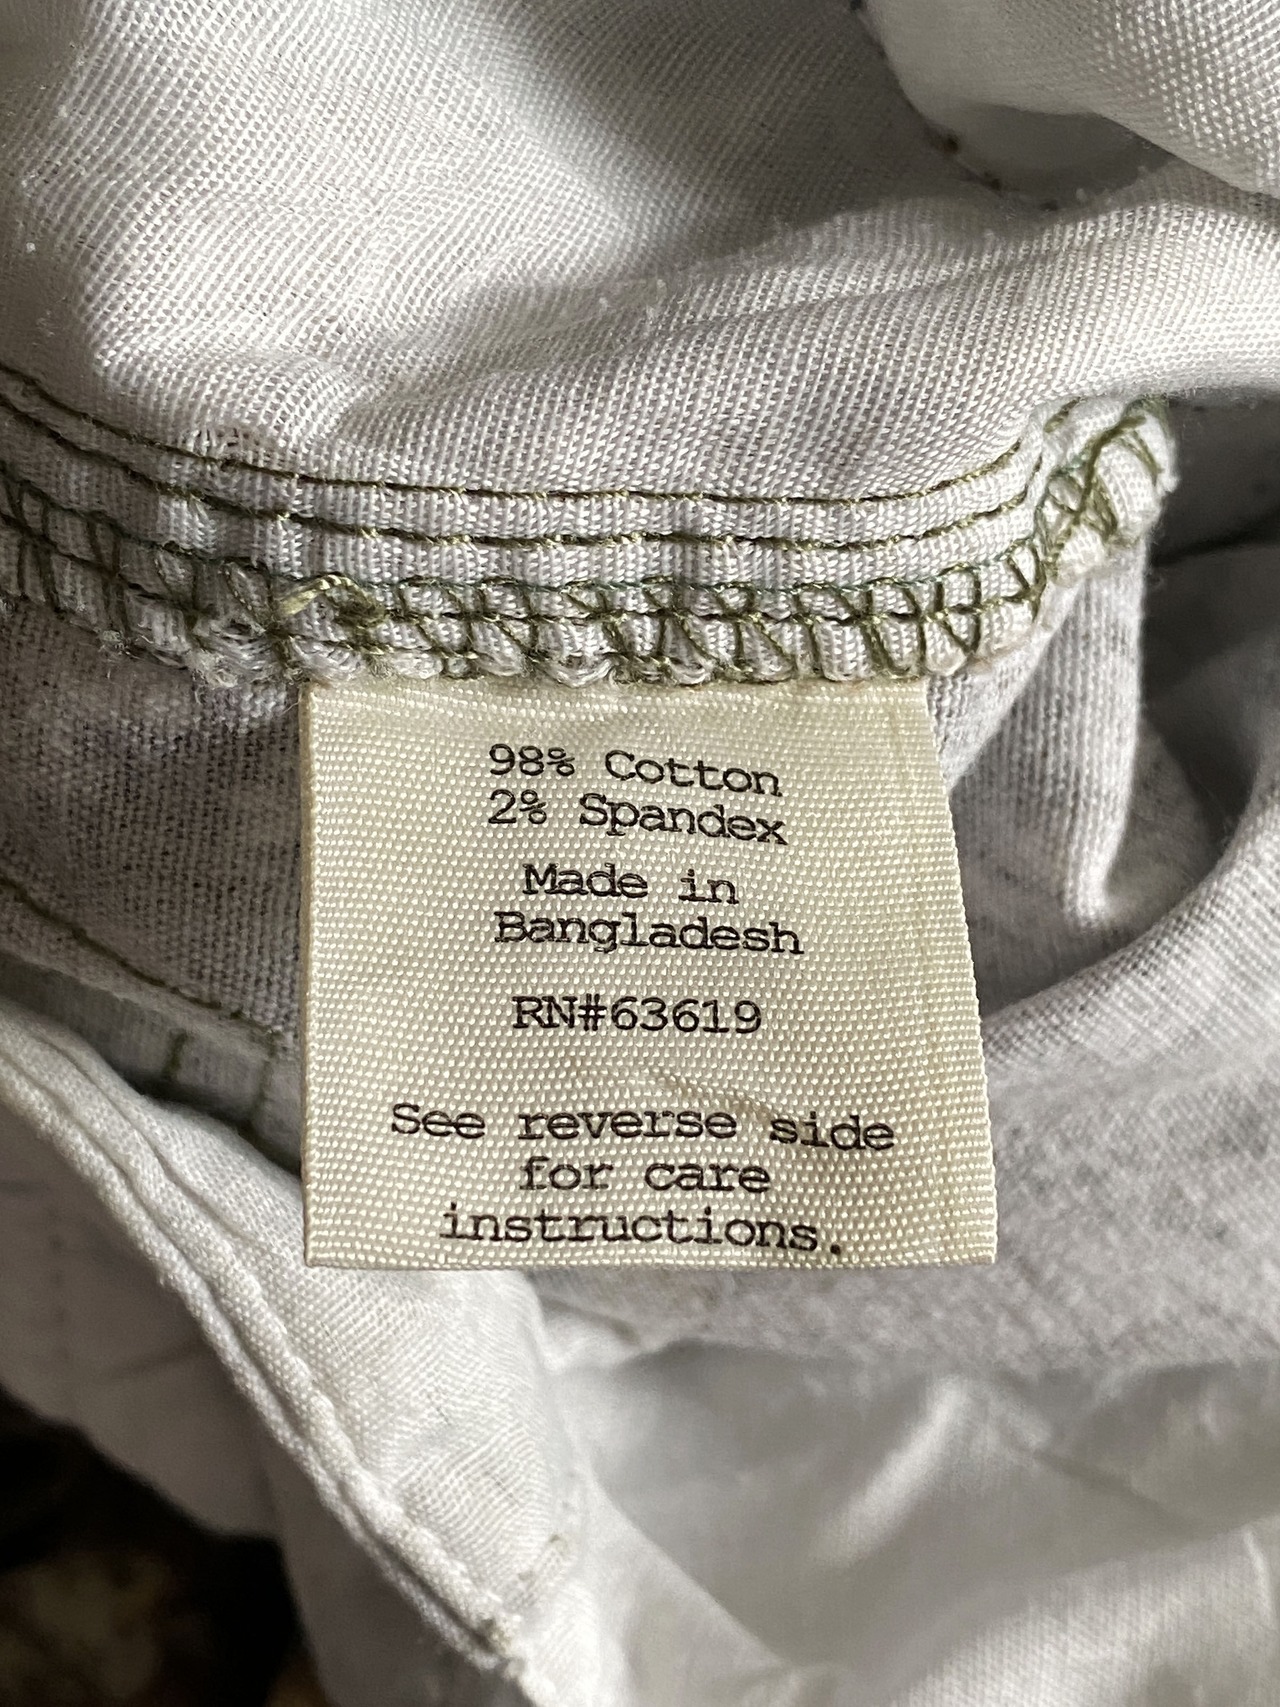 98% Cotton
2% Spandex
Made in
Bangladesh
RN#63619
See reverse side
for care
instructions.